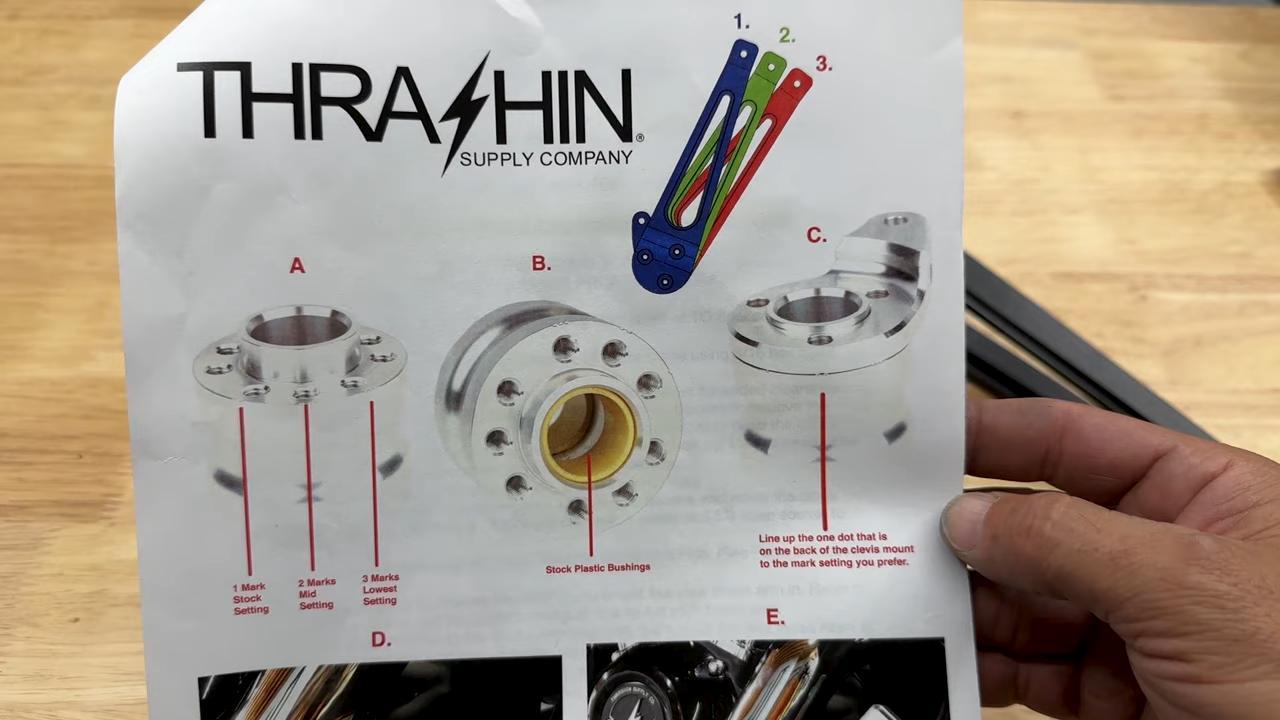 THRASHIN®
SUPPLY COMPANY
1.
2.
3.
A
B.
C.
1 Mark
Stock
Setting
2 Marks
Mid
Setting
3 Marks
Lowest
Setting
Stock Plastic Bushings
Line up the one dot that is
on the back of the clevis mount
to the mark setting you prefer.
D.
E.